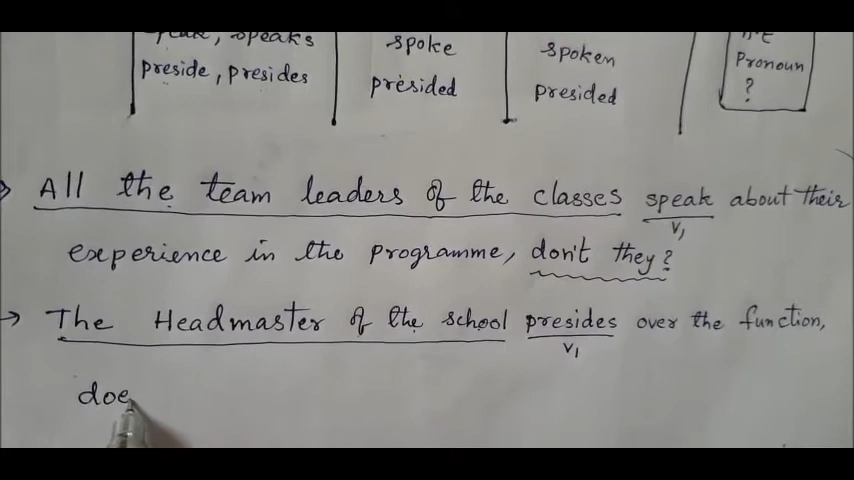 speaks
spoke
spoken
Pronoun
preside, presides
presided
presided
?
All the team leaders of the classes speak about their
V1
experience in the programme, don't they?
→ The Headmaster of the school presides over the function,
V1
doe